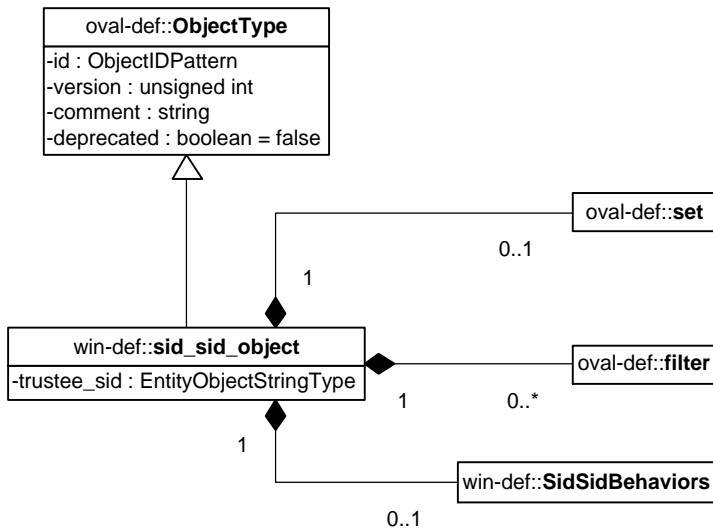 oval-def::ObjectType
-id : ObjectIDPattern
-version : unsigned int
-comment : string
-deprecated : boolean = false
oval-def::set
0..1
1
win-def::sid_sid_object
-trustee_sid : EntityObjectStringType
oval-def::filter
1
0..*
1
win-def::SidSidBehaviors
0..1